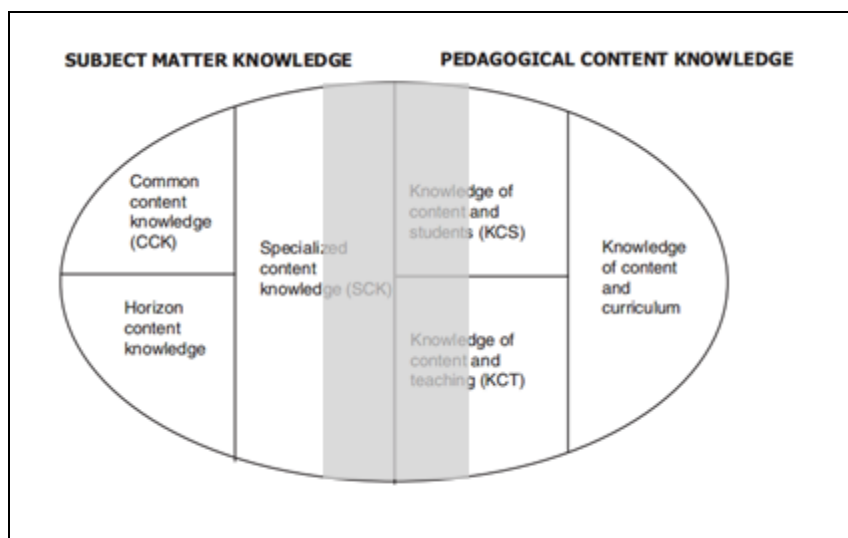 SUBJECT MATTER KNOWLEDGE
PEDAGOGICAL CONTENT KNOWLEDGE
Common
content
knowledge
(CCK)
Horizon
content
knowledge
Specialized
content
knowledge (SCK)
Knowledge of
content and
students (KCS)
Knowledge of
content and
teaching (KCT)
Knowledge
of content
and
curriculum